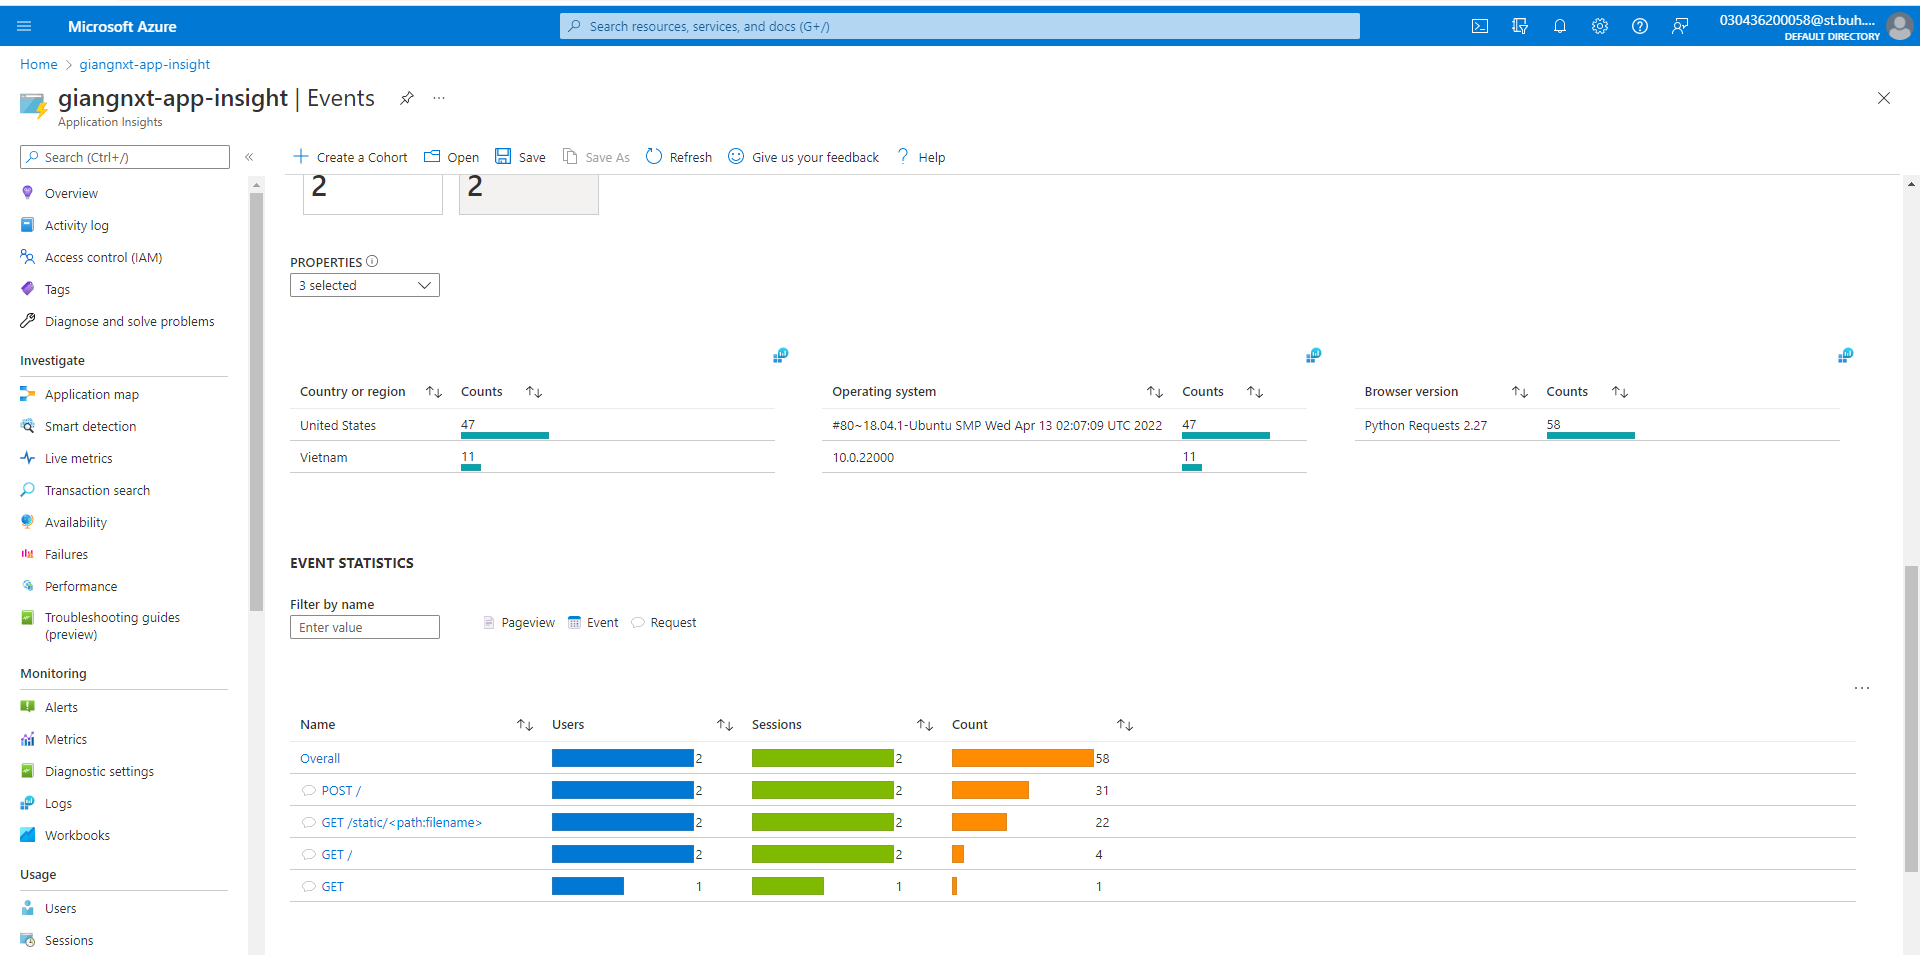 Microsoft Azure
Search resources, services, and docs (G+/)
030436200058@st.buh....
DEFAULT DIRECTORY
Home > giangnxt-app-insight
giangnxt-app-insight | Events ...
Application Insights
Search (Ctrl+/) «
Create a Cohort Open Save Save As Refresh Give us your feedback ? Help
Overview
Activity log
Access control (IAM)
Tags
Diagnose and solve problems
Investigate
Application map
Smart detection
Live metrics
Transaction search
Availability
Failures
Performance
Troubleshooting guides
(preview)
Monitoring
Alerts
Metrics
Diagnostic settings
Logs
Workbooks
Usage
Users
Sessions
2 2
PROPERTIES
3 selected
Country or region Counts
United States 47
Vietnam 11
Operating system Counts
#80~18.04.1-Ubuntu SMP Wed Apr 13 02:07:09 UTC 2022 47
10.0.22000 11
Browser version Counts
Python Requests 2.27 58
EVENT STATISTICS
Filter by name
Enter value
Pageview Event Request
...
Name Users Sessions Count
Overall 2 2 58
POST / 2 2 31
GET /static/<path:filename> 2 2 22
GET / 2 2 4
GET 1 1 1